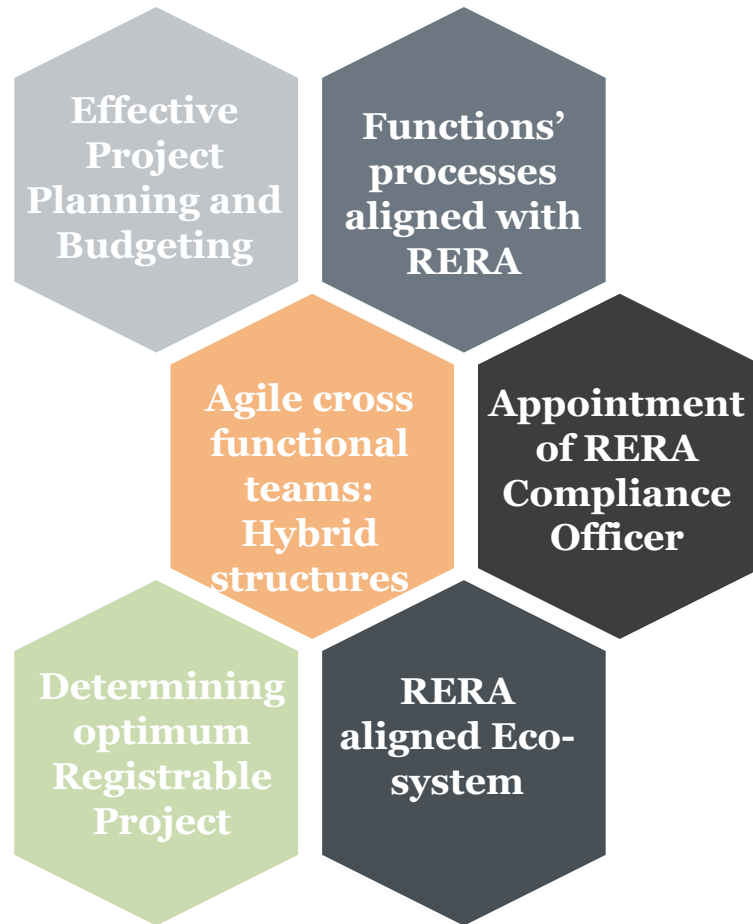 Effective
Project
Planning and
Budgeting
Functions’
processes
aligned with
RERA
Agile cross
functional
teams:
Hybrid
structures
Appointment
of RERA
Compliance
Officer
Determining
optimum
Registrable
Project
RERA
aligned Eco-
system